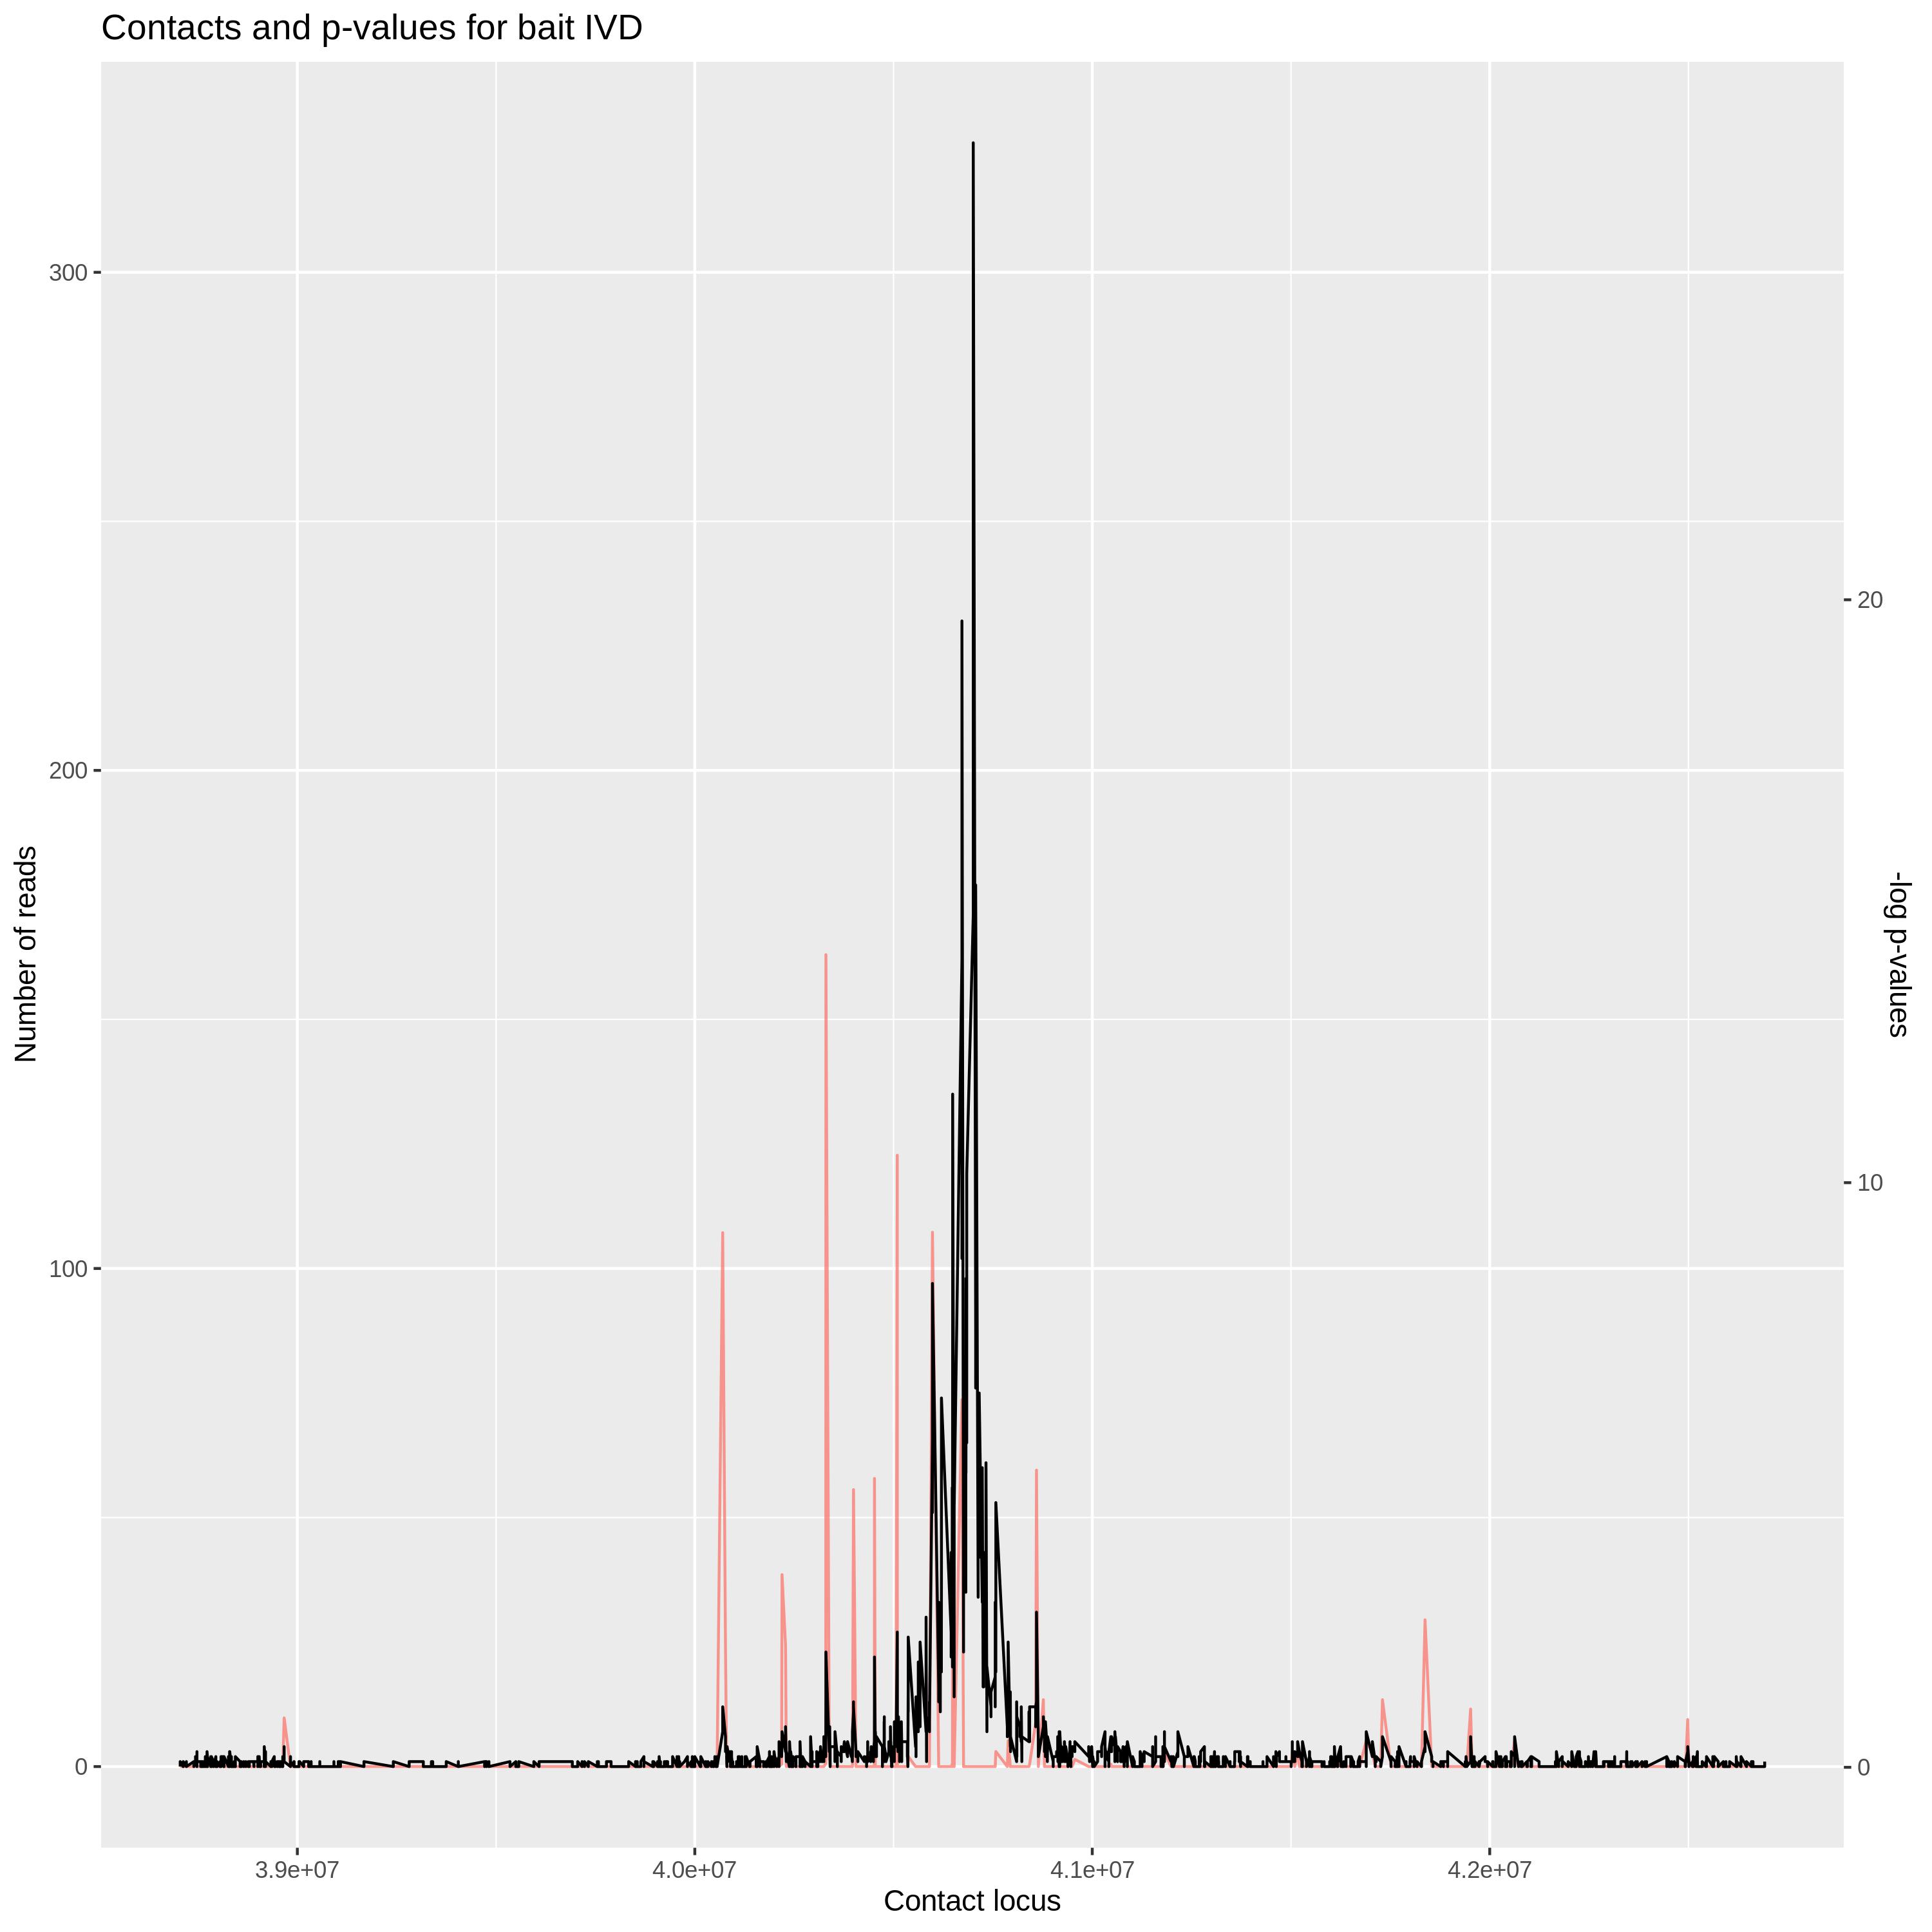 Contacts and p-values for bait IVD
300
200
100
0
Number of reads
20
10
0
-log p-values
3.9e+07
4.0e+07
4.1e+07
4.2e+07
Contact locus